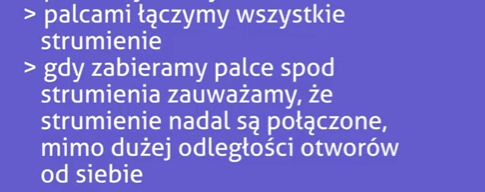 > palcami łączymy wszystkie
strumienie
> gdy zabieramy palce spod
strumienia zauważamy, że
strumienie nadal są połączone,
mimo dużej odległości otworów
od siebie